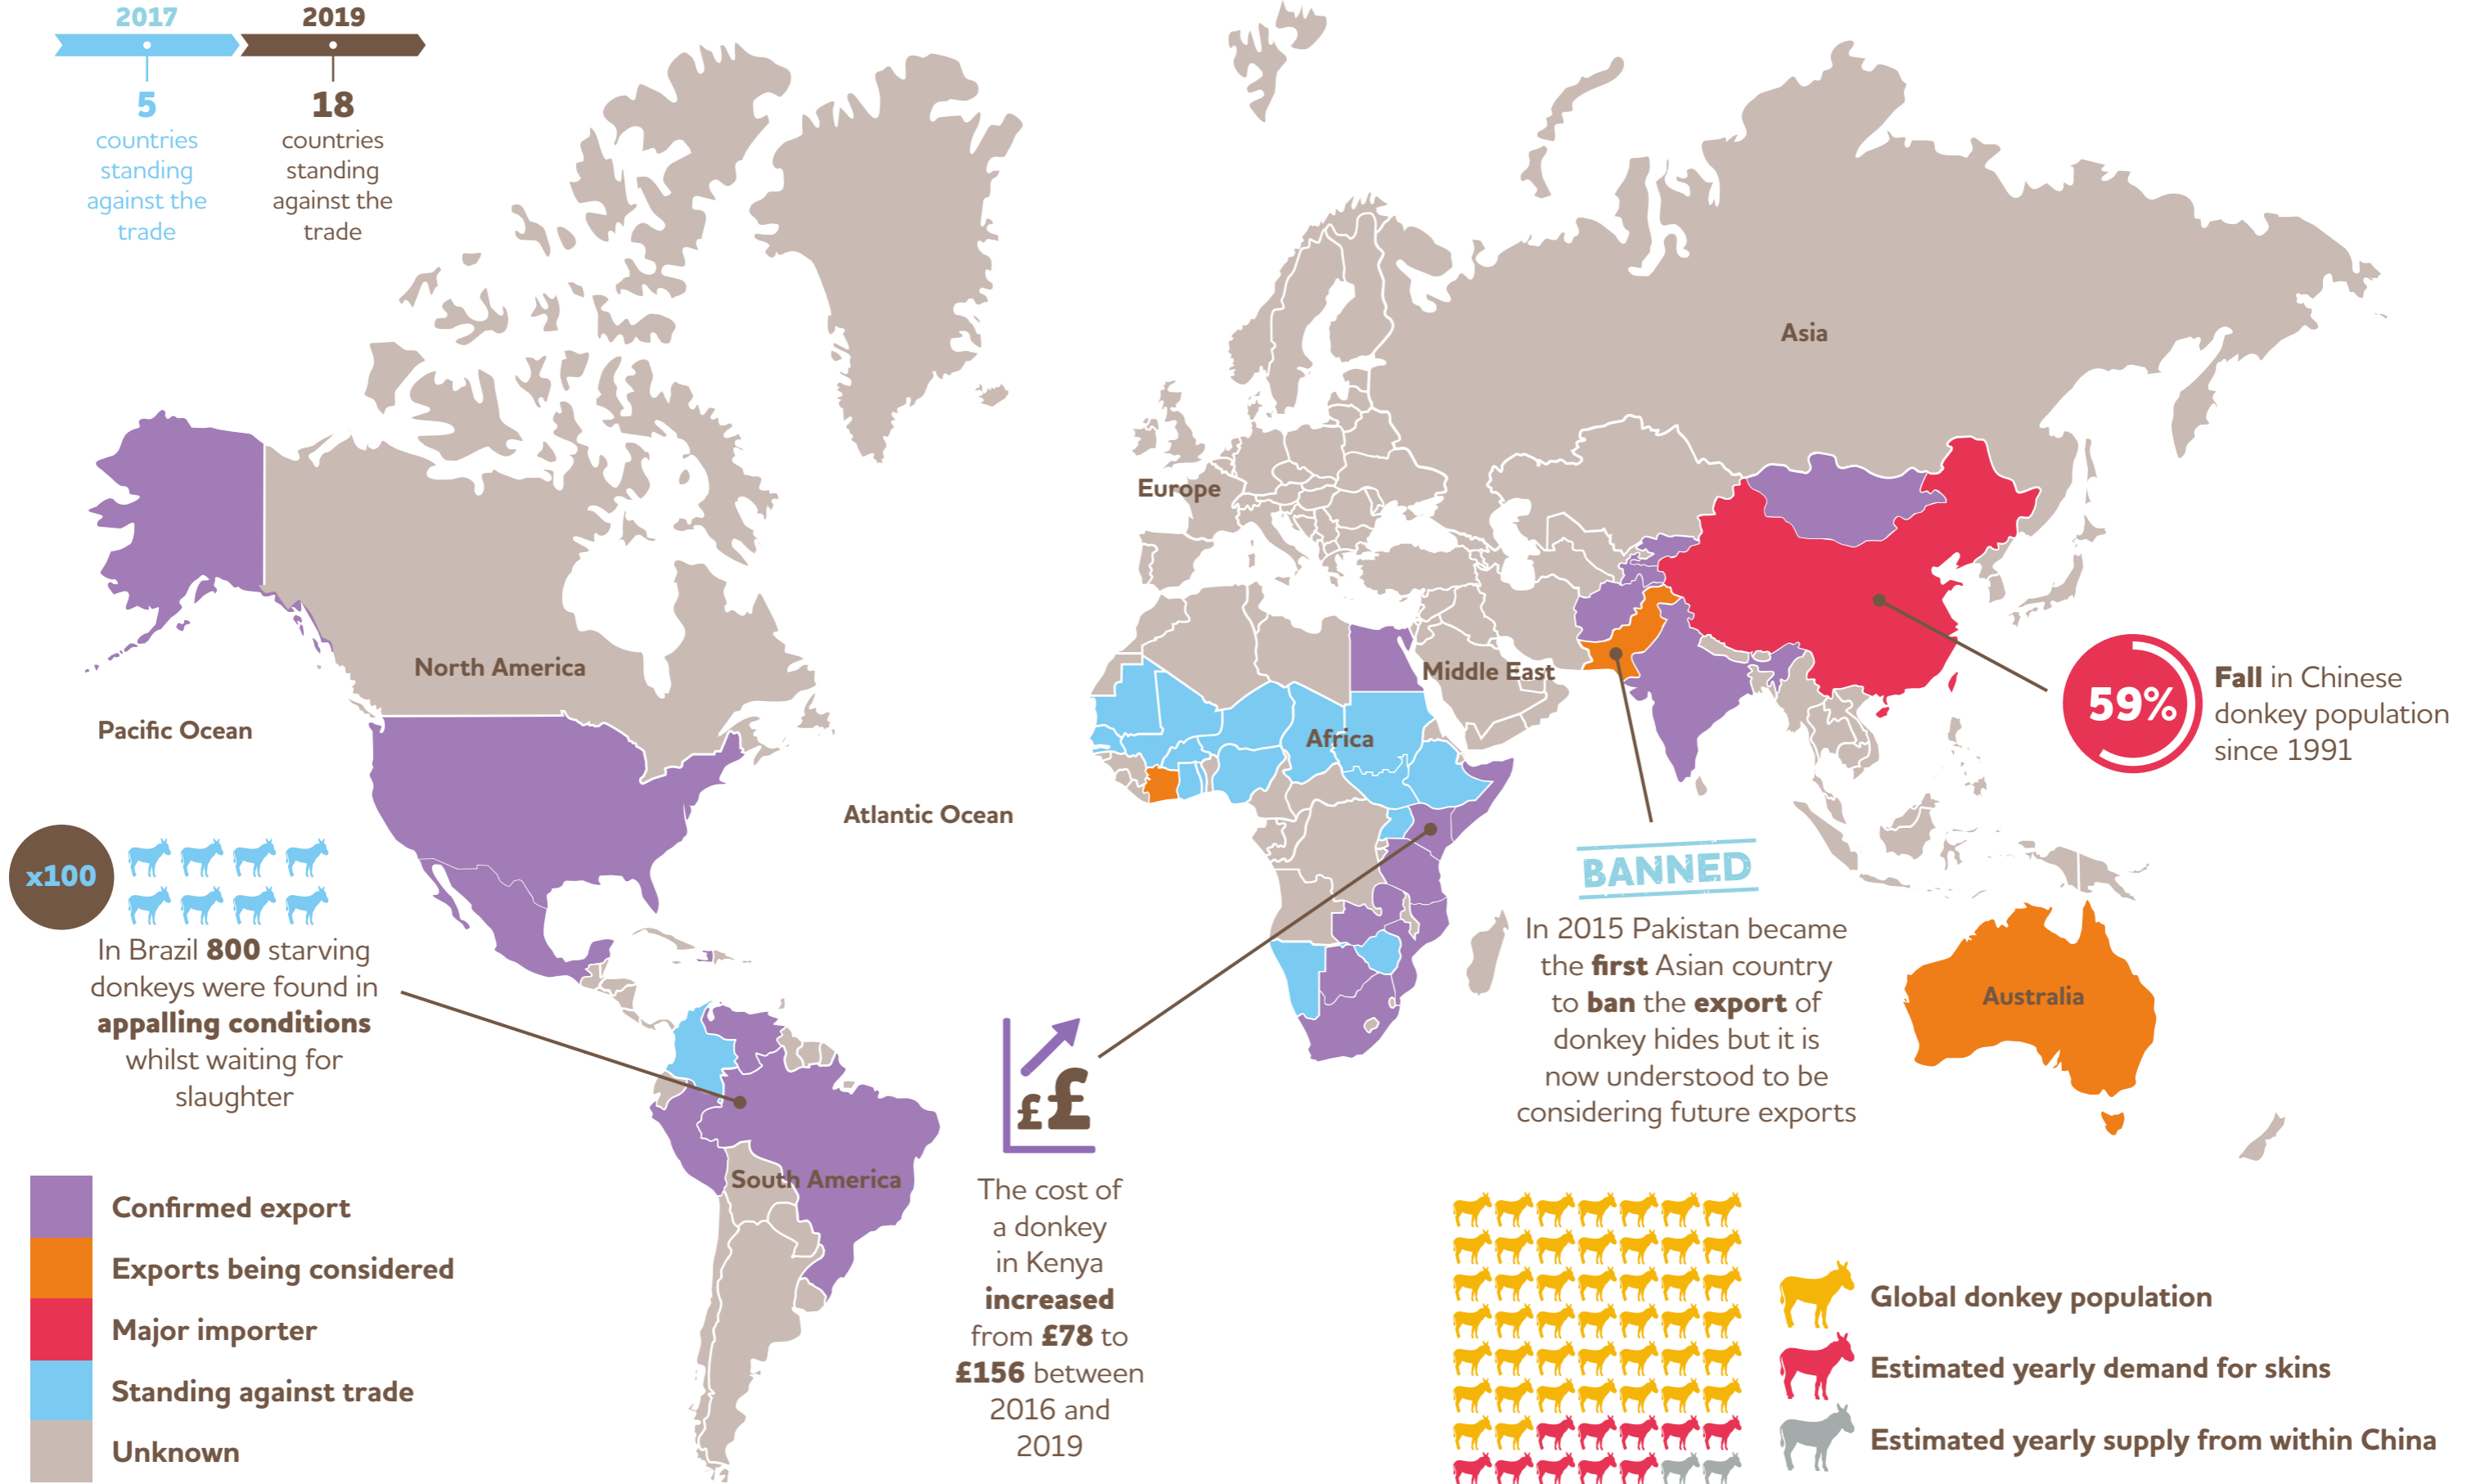 2017
2019
5
countries
standing
against the
trade
18
countries
standing
against the
trade
Asia
Europe
North America
Middle East
Pacific Ocean
Africa
Atlantic Ocean
59%
Fall in Chinese
donkey population
since 1991
x100
In Brazil 800 starving
donkeys were found in
appalling conditions
whilst waiting for
slaughter
BANNED
In 2015 Pakistan became
the first Asian country
to ban the export of
donkey hides but it is
now understood to be
considering future exports
Australia
South America
££
The cost of
a donkey
in Kenya
increased
from £78 to
£156 between
2016 and
2019
Confirmed export
Exports being considered
Major importer
Standing against trade
Unknown
Global donkey population
Estimated yearly demand for skins
Estimated yearly supply from within China